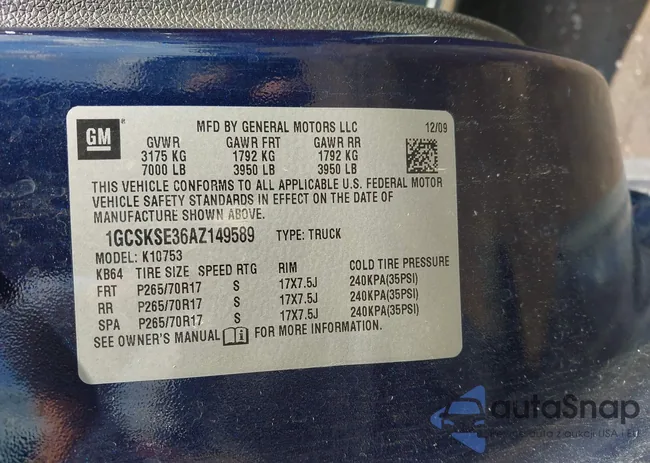 GM
MFD BY GENERAL MOTORS LLC 12/09
GVWR GAWR FRT GAWR RR
3175 KG 1792 KG 1792 KG
7000 LB 3950 LB 3950 LB
THIS VEHICLE CONFORMS TO ALL APPLICABLE U.S. FEDERAL MOTOR
VEHICLE SAFETY STANDARDS IN EFFECT ON THE DATE OF
MANUFACTURE SHOWN ABOVE.
1GCSKSE36AZ149589 TYPE: TRUCK
MODEL: K10753
KB64 TIRE SIZE SPEED RTG RIM COLD TIRE PRESSURE
FRT P265/70R17 S 17X7.5J 240KPA(35PSI)
RR P265/70R17 S 17X7.5J 240KPA(35PSI)
SPA P265/70R17 S 17X7.5J 240KPA(35PSI)
SEE OWNER'S MANUAL FOR MORE INFORMATION.
autoSnap
auta z aukcji USA i EU